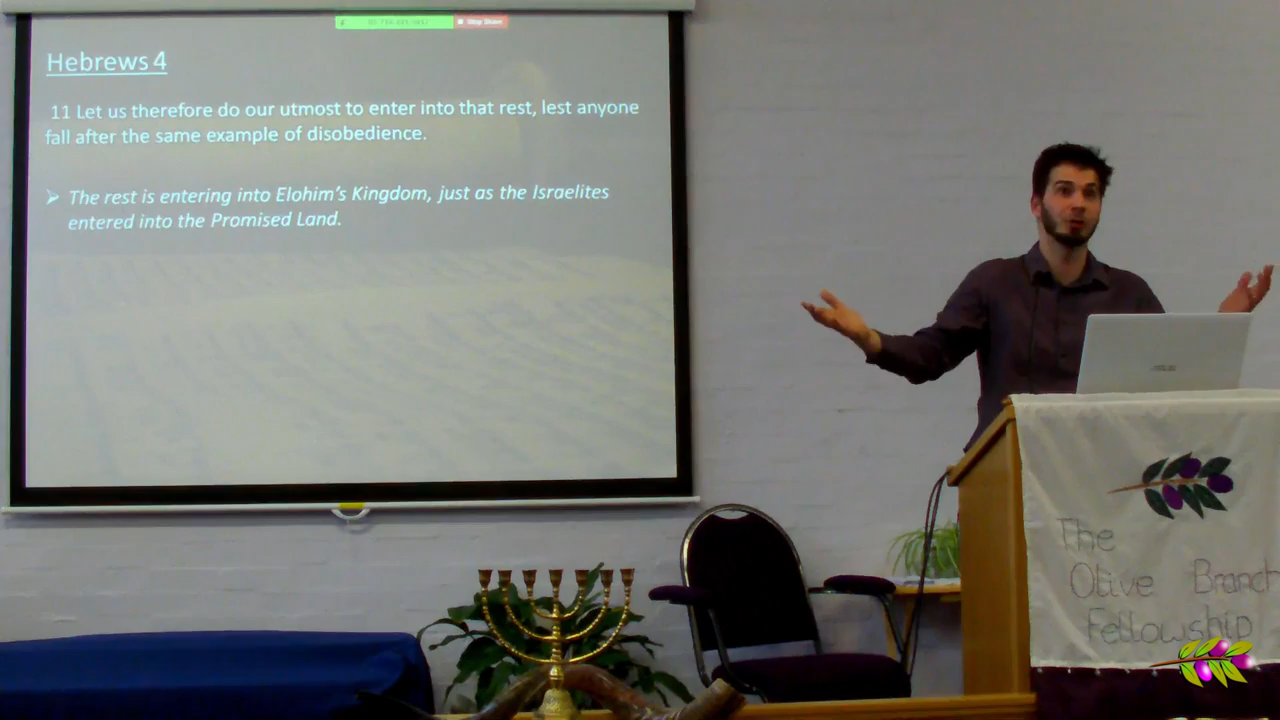 Stop Share
Hebrews 4
11 Let us therefore do our utmost to enter into that rest, lest anyone
fall after the same example of disobedience.
➢ The rest is entering into Elohim's Kingdom, just as the Israelites
entered into the Promised Land.
ASUS
The
Olive Branch
Fellowship